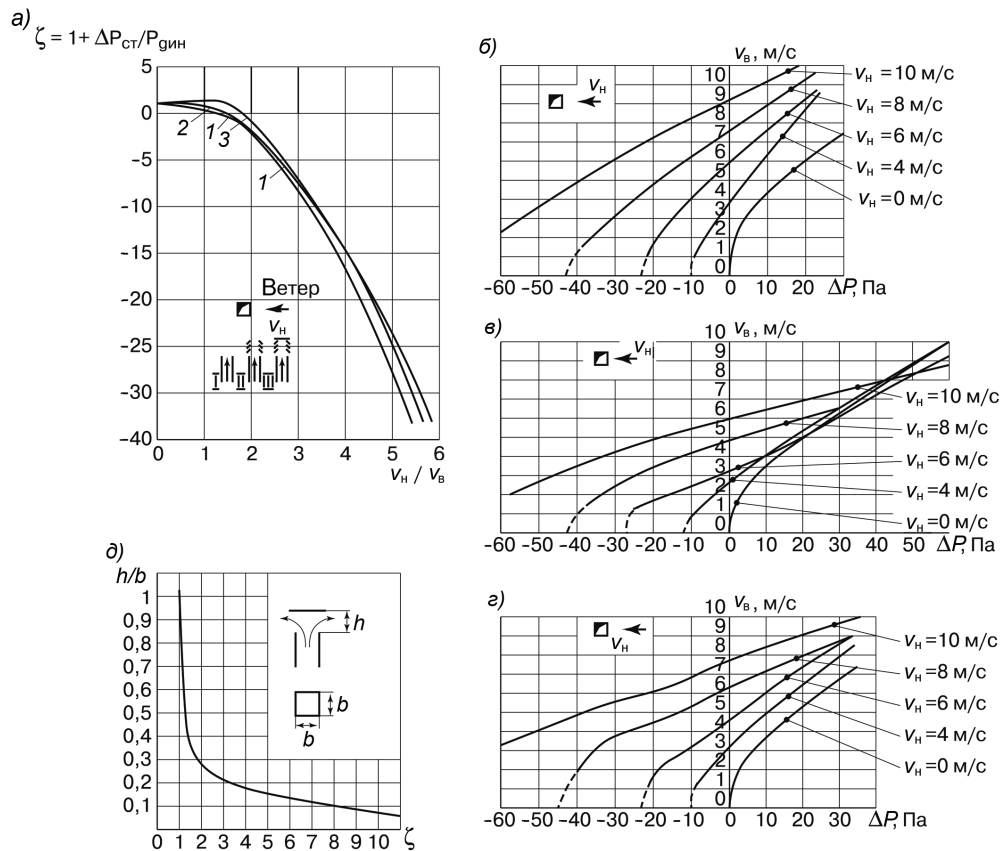 а)
ζ = 1 + ΔPст/Pgин
5
0
-5
-10
-15
-20
-25
-30
-35
-40
0 1 2 3 4 5 6
vн / vв
2 1 3
1
Ветер
vн
I II III
б)
vв, м/с
vн
10
9
8
7
6
5
4
3
2
1
0
-60 -50 -40 -30 -20 -10 0 10 20 ΔP, Па
vн = 10 м/с
vн = 8 м/с
vн = 6 м/с
vн = 4 м/с
vн = 0 м/с
в)
vв, м/с
vн
10
9
8
7
6
5
4
3
2
1
0
-60 -50 -40 -30 -20 -10 0 10 20 30 40 50 ΔP, Па
vн = 10 м/с
vн = 8 м/с
vн = 6 м/с
vн = 4 м/с
vн = 0 м/с
д)
h/b
1
0,9
0,8
0,7
0,6
0,5
0,4
0,3
0,2
0,1
0 1 2 3 4 5 6 7 8 9 10 ζ
h
b
b
г)
vв, м/с
vн
10
9
8
7
6
5
4
3
2
1
0
-60 -50 -40 -30 -20 -10 0 10 20 30 ΔP, Па
vн = 10 м/с
vн = 8 м/с
vн = 6 м/с
vн = 4 м/с
vн = 0 м/с